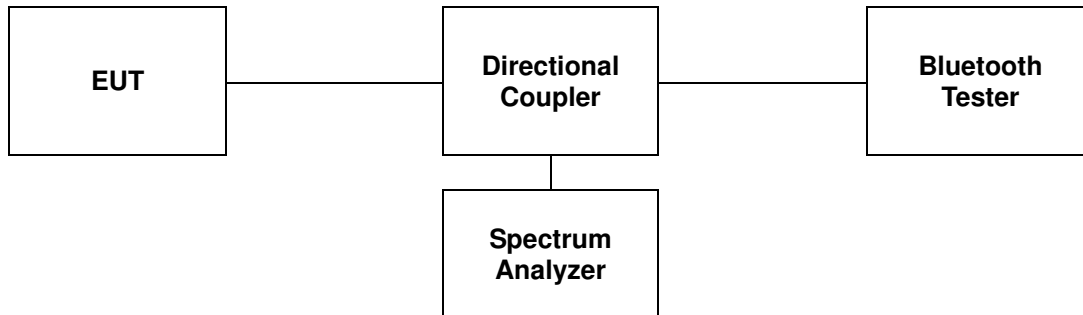 EUT
Directional
Coupler
Bluetooth
Tester
Spectrum
Analyzer